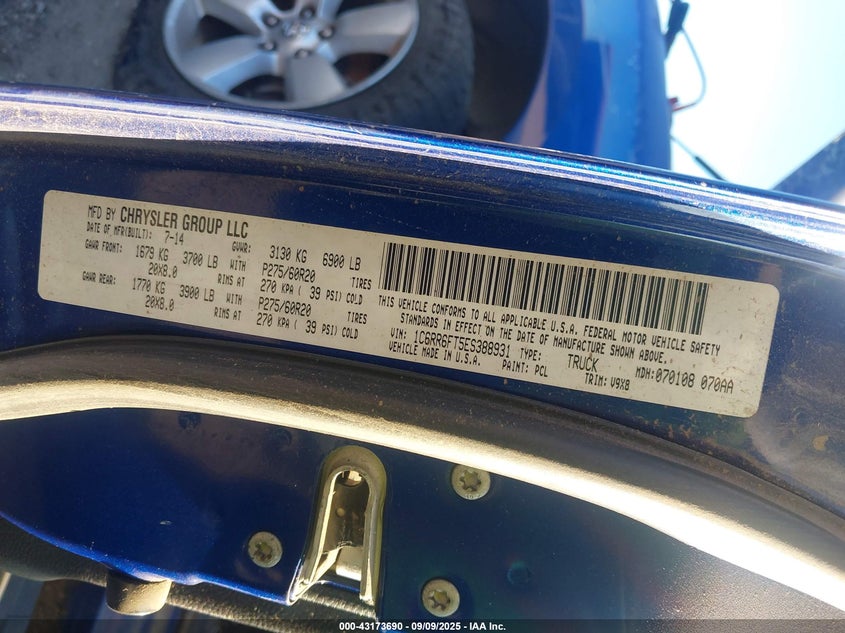 MFD BY CHRYSLER GROUP LLC
DATE OF MFR(BUILT): 7-14 GVWR: 3130 KG 6900 LB
GAWR FRONT: 1679 KG 3700 LB WITH P275/60R20 TIRES
20X8.0 RIMS AT 270 KPA ( 39 PSI) COLD
GAWR REAR: 1770 KG 3900 LB WITH P275/60R20 TIRES
20X8.0 RIMS AT 270 KPA ( 39 PSI) COLD
THIS VEHICLE CONFORMS TO ALL APPLICABLE U.S.A. FEDERAL MOTOR VEHICLE SAFETY
STANDARDS IN EFFECT ON THE DATE OF MANUFACTURE SHOWN ABOVE.
VIN: 1C6RR6FT5ES388931 TYPE: TRUCK MDH:070108 070AA
VEHICLE MADE IN U.S.A. PAINT: PCL TRIM: V9X8
000-43173690 - 09/09/2025 - IAA Inc.